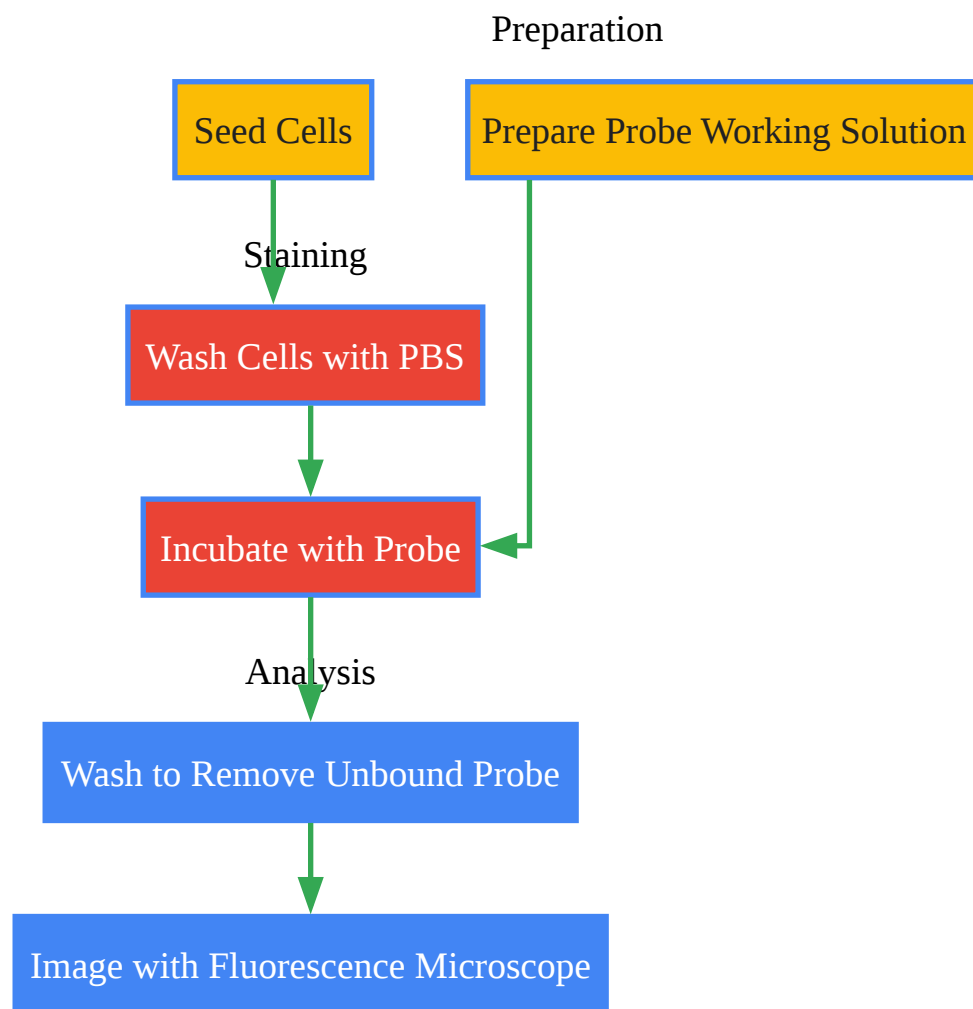 Preparation
Seed Cells
Prepare Probe Working Solution
Staining
Wash Cells with PBS
Incubate with Probe
Analysis
Wash to Remove Unbound Probe
Image with Fluorescence Microscope